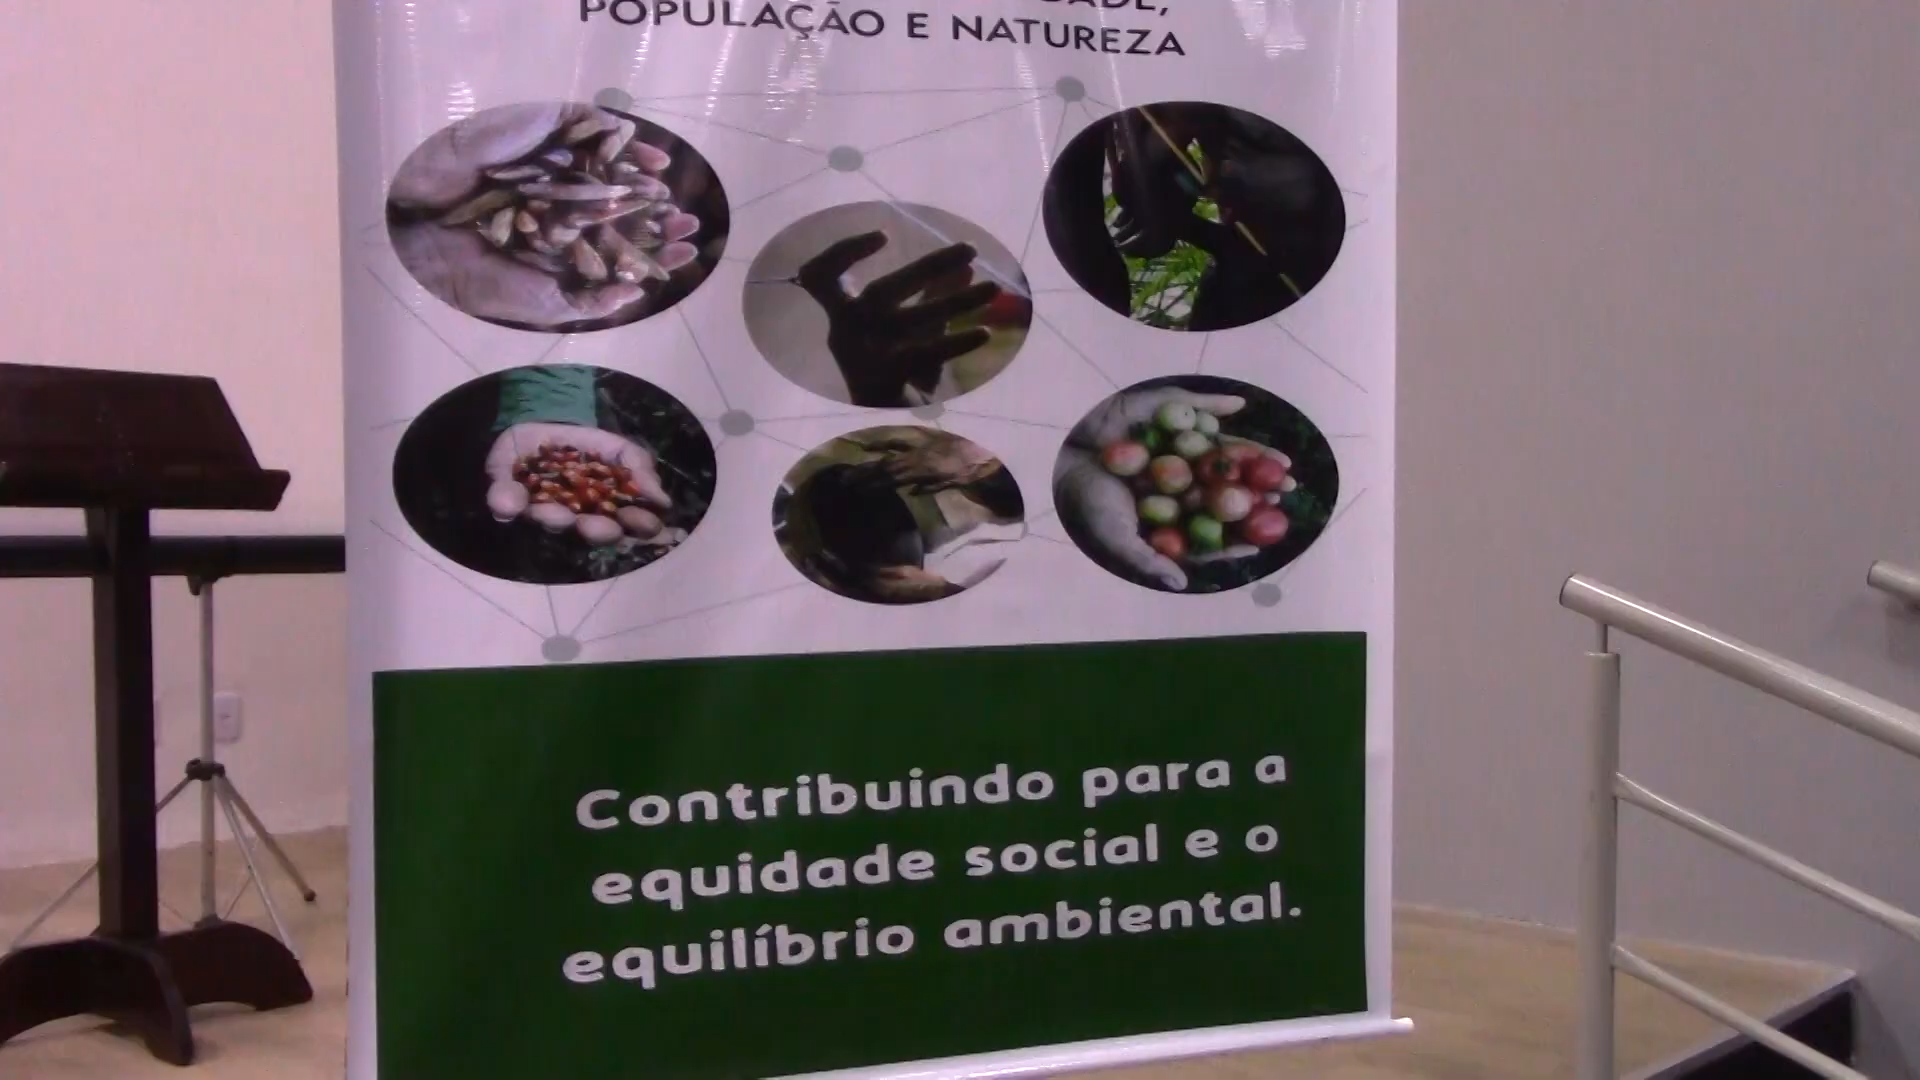 POPULAÇÃO E NATUREZA
Contribuindo para a
equidade social e o
equilíbrio ambiental.